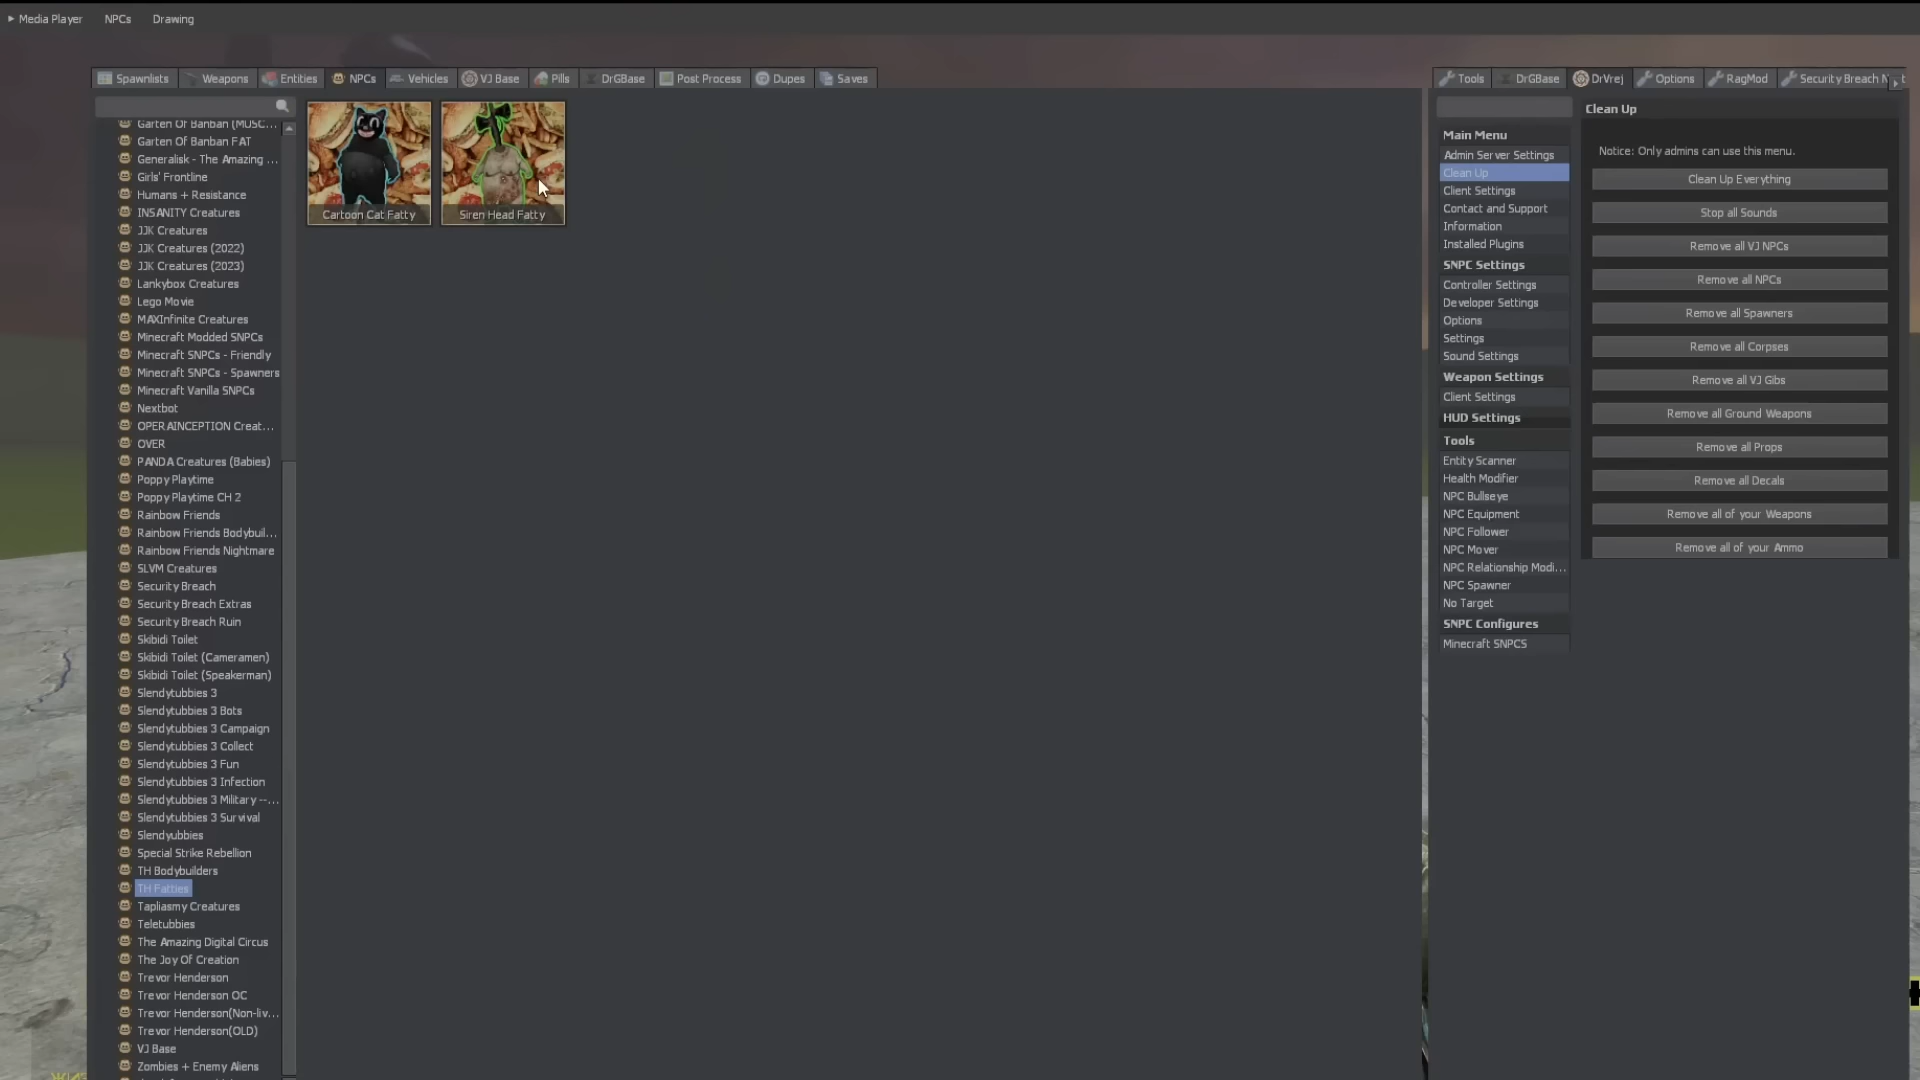 Media Player NPCs Drawing
Spawnlists Weapons Entities NPCs Vehicles VJ Base Pills DrGBase Post Process Dupes Saves
Garten Of Banban (MUSC...
Garten Of Banban FAT
Generalisk - The Amazing ...
Girls' Frontline
Humans + Resistance
INSANITY Creatures
JJK Creatures
JJK Creatures (2022)
JJK Creatures (2023)
Lankybox Creatures
Lego Movie
MAXInfinite Creatures
Minecraft Modded SNPCs
Minecraft SNPCs - Friendly
Minecraft SNPCs - Spawners
Minecraft Vanilla SNPCs
Nextbot
OPERAINCEPTION Creat...
OVER
PANDA Creatures (Babies)
Poppy Playtime
Poppy Playtime CH 2
Rainbow Friends
Rainbow Friends Bodybuil...
Rainbow Friends Nightmare
SLVM Creatures
Security Breach
Security Breach Extras
Security Breach Ruin
Skibidi Toilet
Skibidi Toilet (Cameramen)
Skibidi Toilet (Speakerman)
Slendytubbies 3
Slendytubbies 3 Bots
Slendytubbies 3 Campaign
Slendytubbies 3 Collect
Slendytubbies 3 Fun
Slendytubbies 3 Infection
Slendytubbies 3 Military --...
Slendytubbies 3 Survival
Slendyubbies
Special Strike Rebellion
TH Bodybuilders
TH Fatties
Tapliasmy Creatures
Teletubbies
The Amazing Digital Circus
The Joy Of Creation
Trevor Henderson
Trevor Henderson OC
Trevor Henderson(Non-liv...
Trevor Henderson(OLD)
VJ Base
Zombies + Enemy Aliens
Cartoon Cat Fatty
Siren Head Fatty
Tools DrGBase DrVrej Options RagMod Security Breach
Main Menu
Admin Server Settings
Clean Up
Client Settings
Contact and Support
Information
Installed Plugins
SNPC Settings
Controller Settings
Developer Settings
Options
Settings
Sound Settings
Weapon Settings
Client Settings
HUD Settings
Tools
Entity Scanner
Health Modifier
NPC Bullseye
NPC Equipment
NPC Follower
NPC Mover
NPC Relationship Modi...
NPC Spawner
No Target
SNPC Configures
Minecraft SNPCS
Clean Up
Notice: Only admins can use this menu.
Clean Up Everything
Stop all Sounds
Remove all VJ NPCs
Remove all NPCs
Remove all Spawners
Remove all Corpses
Remove all VJ Gibs
Remove all Ground Weapons
Remove all Props
Remove all Decals
Remove all of your Weapons
Remove all of your Ammo